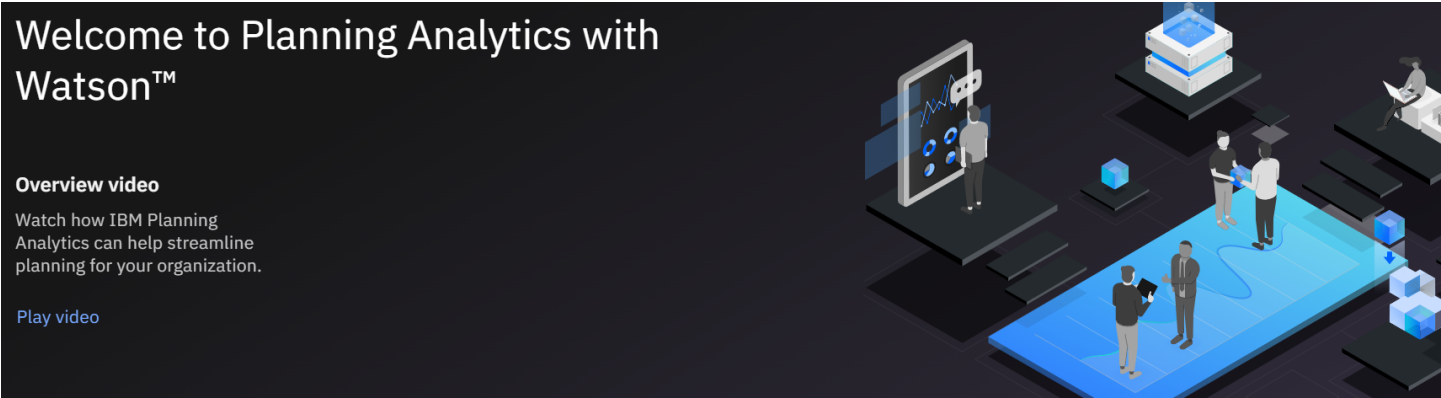 Welcome to Planning Analytics with
Watson™
Overview video
Watch how IBM Planning
Analytics can help streamline
planning for your organization.
Play video